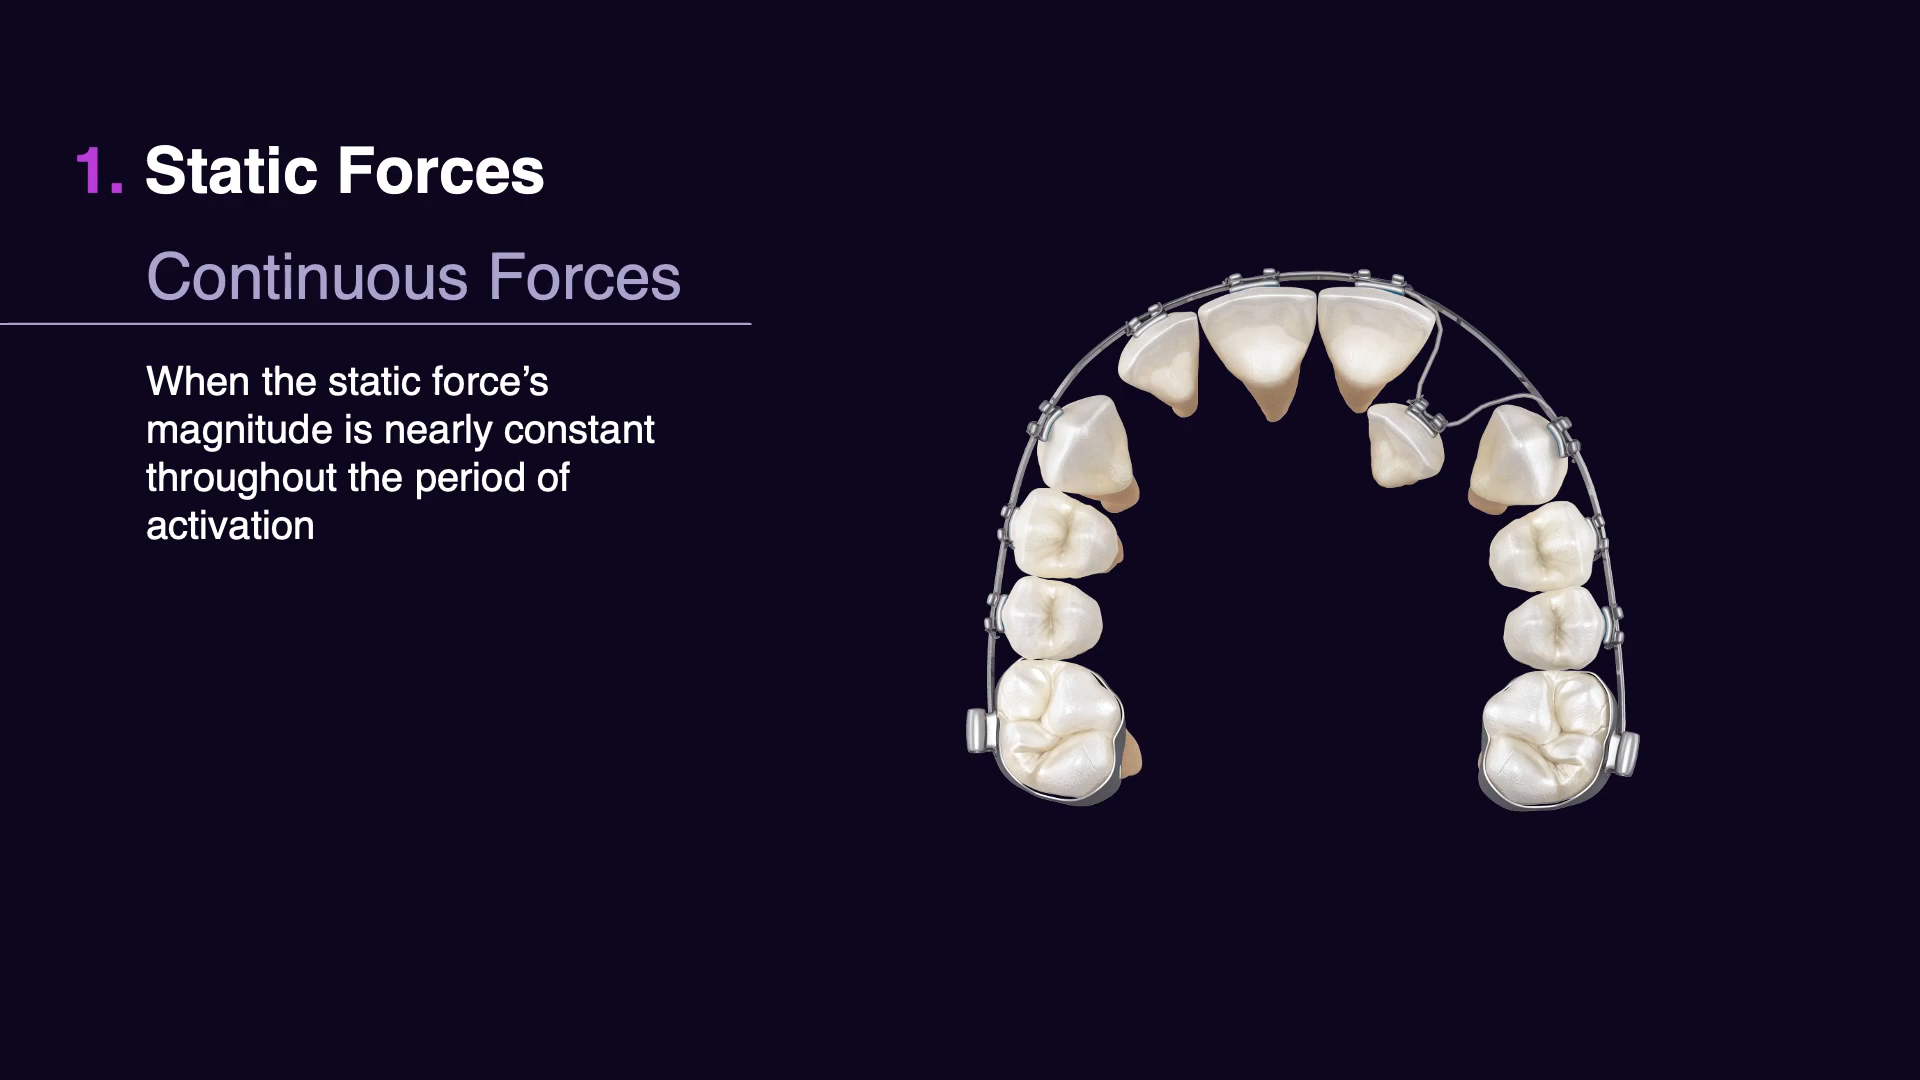 1. Static Forces
Continuous Forces
When the static force’s
magnitude is nearly constant
throughout the period of
activation